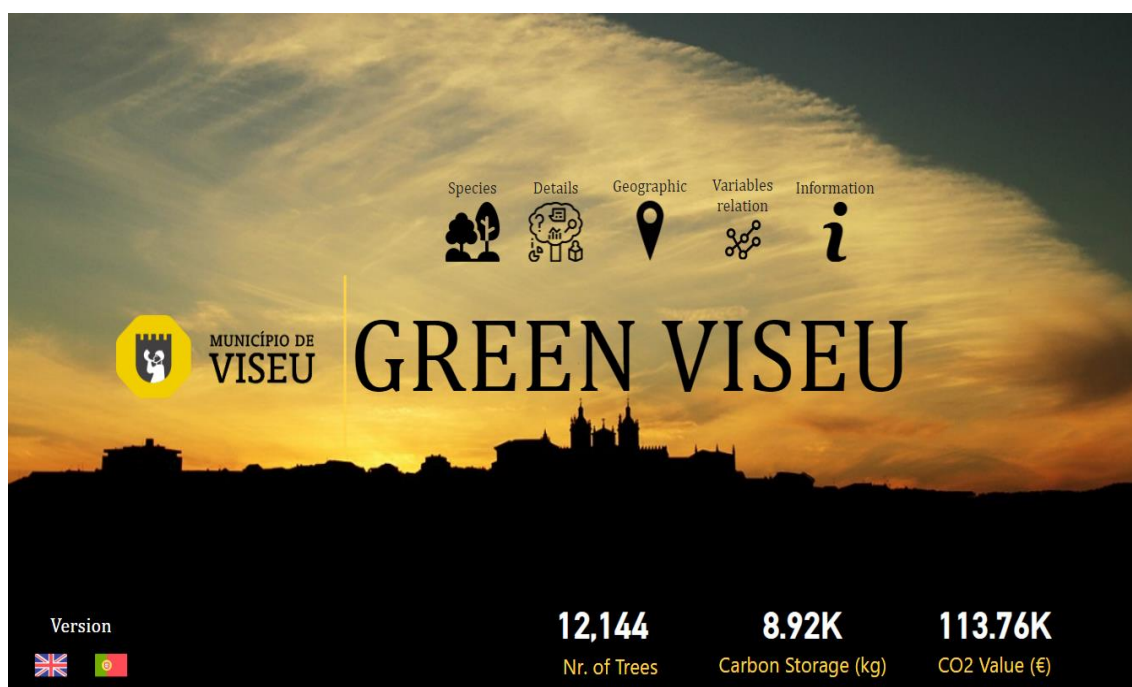 Species
Details
Geographic
Variables
relation
Information
MUNICÍPIO DE
VISEU
GREEN VISEU
Version
12,144
Nr. of Trees
8.92K
Carbon Storage (kg)
113.76K
CO2 Value (€)